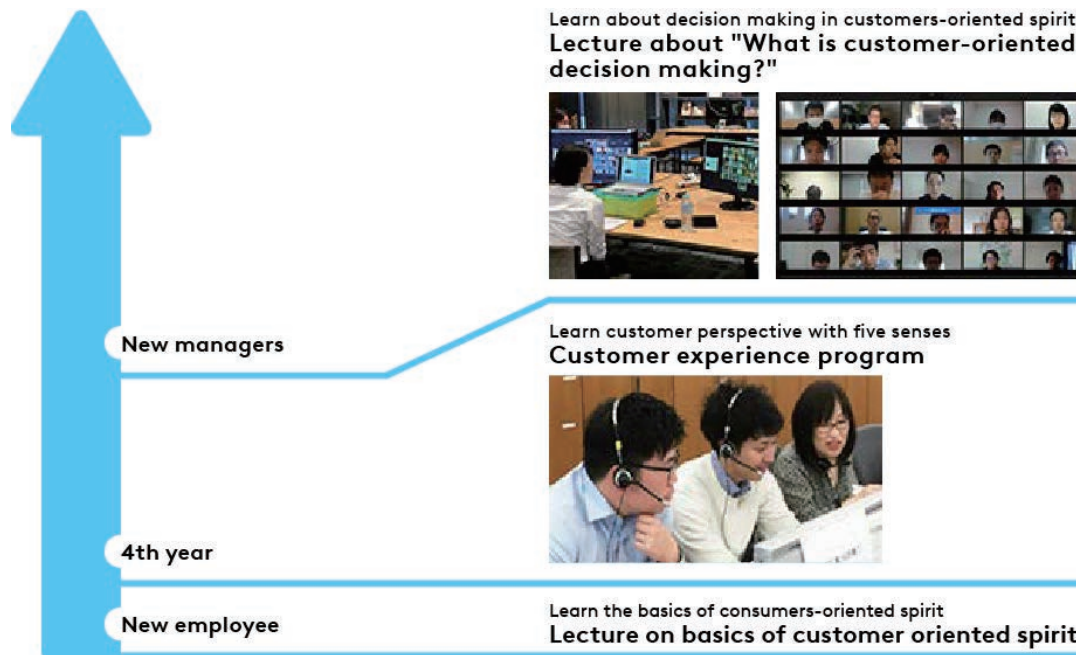 Learn about decision making in customers-oriented spirit
Lecture about "What is customer-oriented
decision making?"
New managers
Learn customer perspective with five senses
Customer experience program
4th year
New employee
Learn the basics of consumers-oriented spirit
Lecture on basics of customer oriented spirit